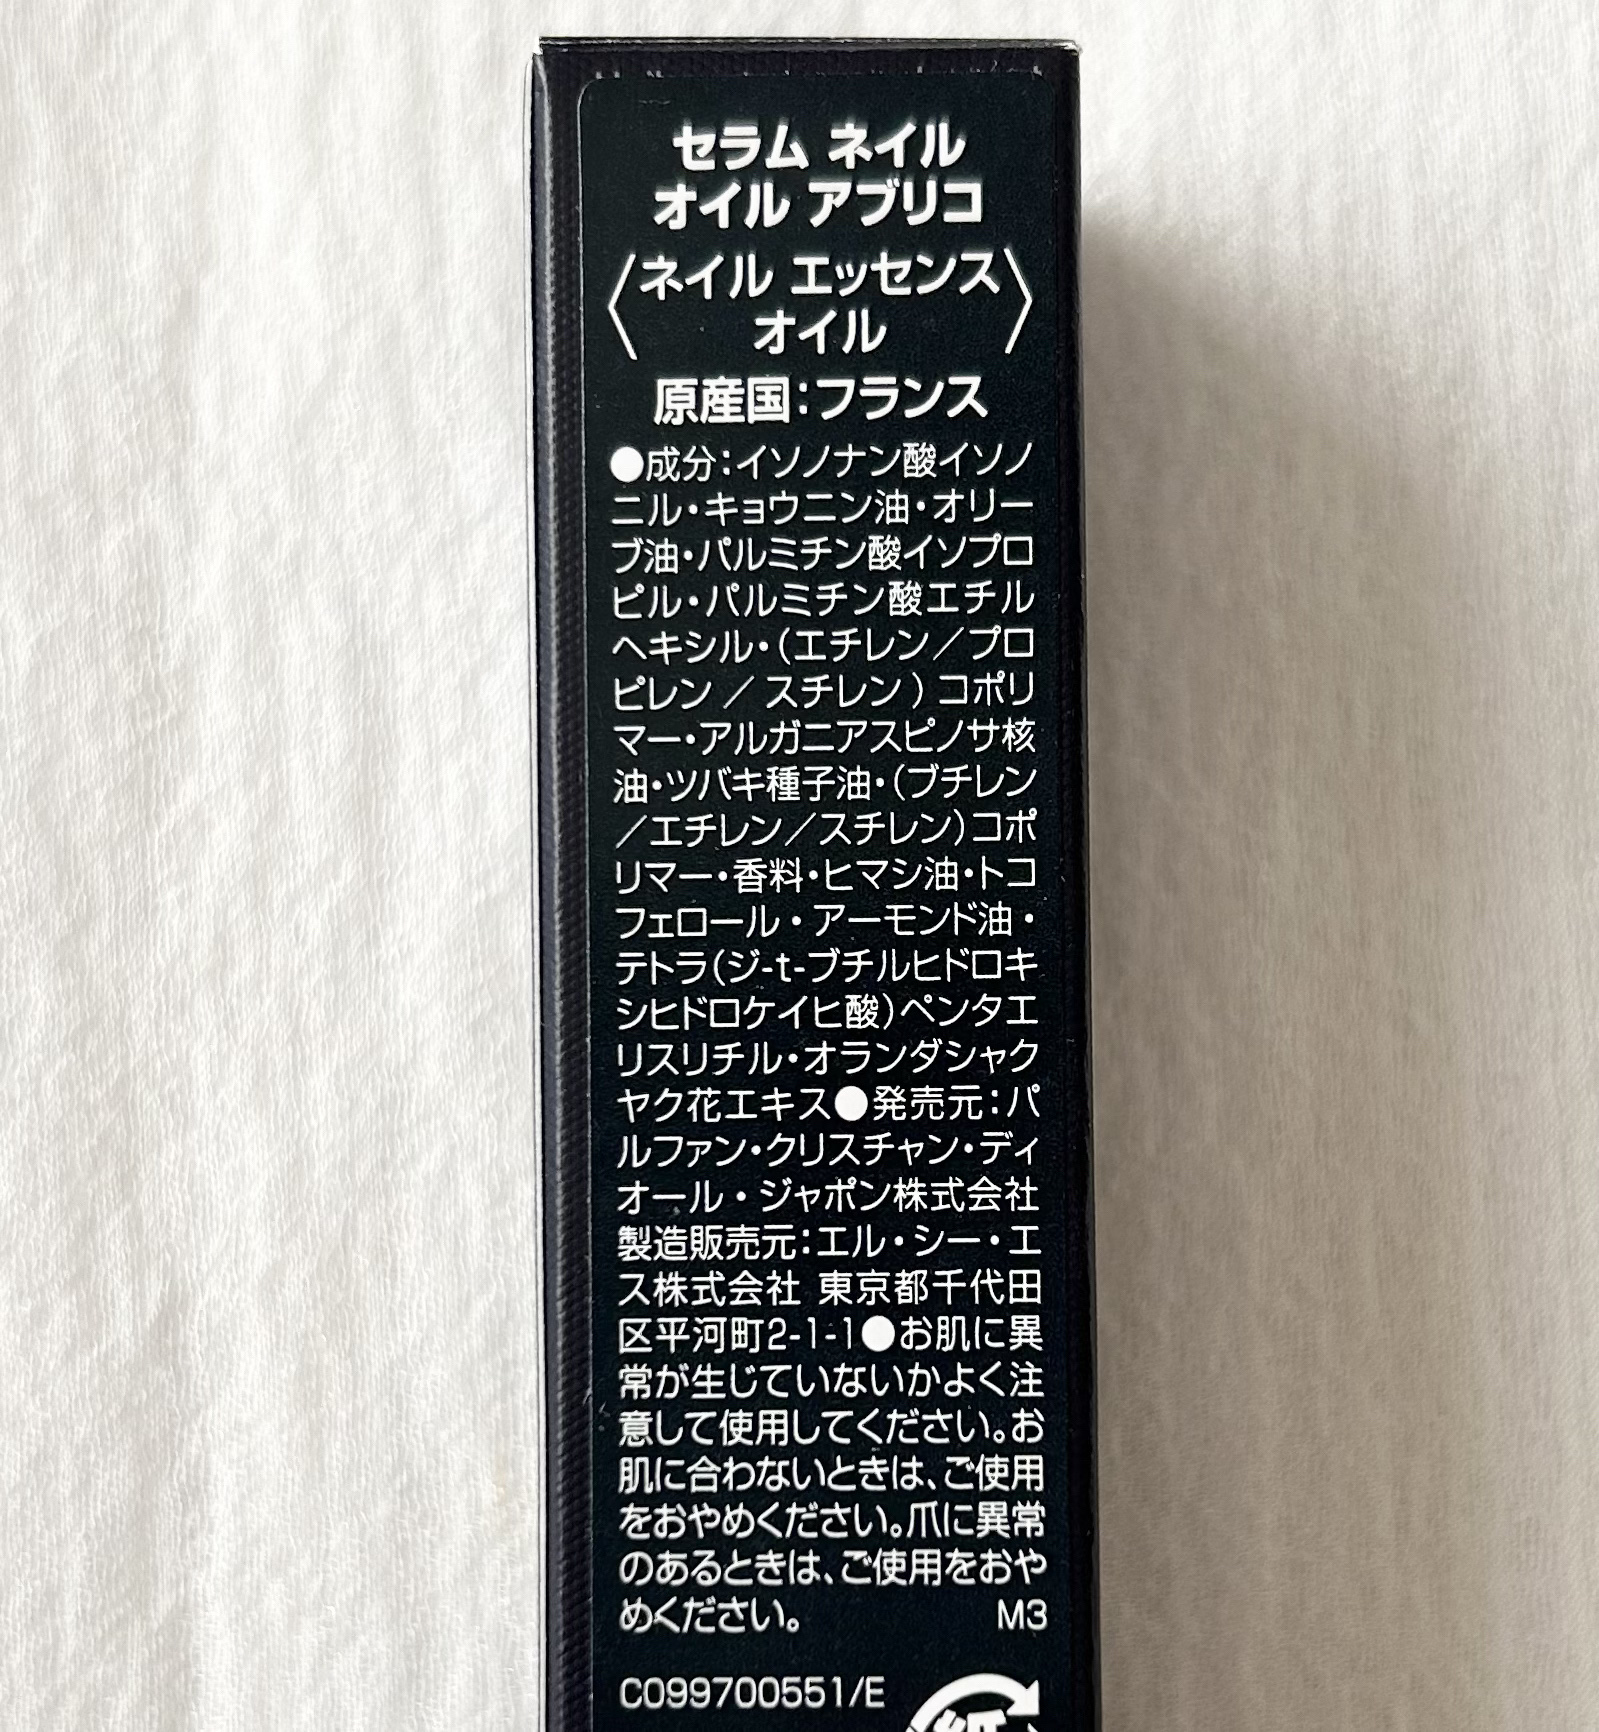 セラム ネイル
オイル アブリコ
〈ネイル エッセンス
オイル〉
原産国：フランス
●成分：イソノナン酸イソノ
ニル・キョウニン油・オリー
ブ油・パルミチン酸イソプロ
ピル・パルミチン酸エチル
ヘキシル・（エチレン／プロ
ピレン／スチレン）コポリ
マー・アルガニアスピノサ核
油・ツバキ種子油・（ブチレン
／エチレン／スチレン）コポ
リマー・香料・ヒマシ油・トコ
フェロール・アーモンド油・
テトラ（ジ-t-ブチルヒドロキ
シヒドロケイヒ酸）ペンタエ
リスリチル・オランダシャク
ヤク花エキス●発売元：パ
ルファン・クリスチャン・ディ
オール・ジャポン株式会社
製造販売元：エル・シー・エ
ス株式会社 東京都千代田
区平河町2-1-1●お肌に異
常が生じていないかよく注
意して使用してください。お
肌に合わないときは、ご使用
をおやめください。爪に異常
のあるときは、ご使用をおや
めください。 M3
C099700551/E